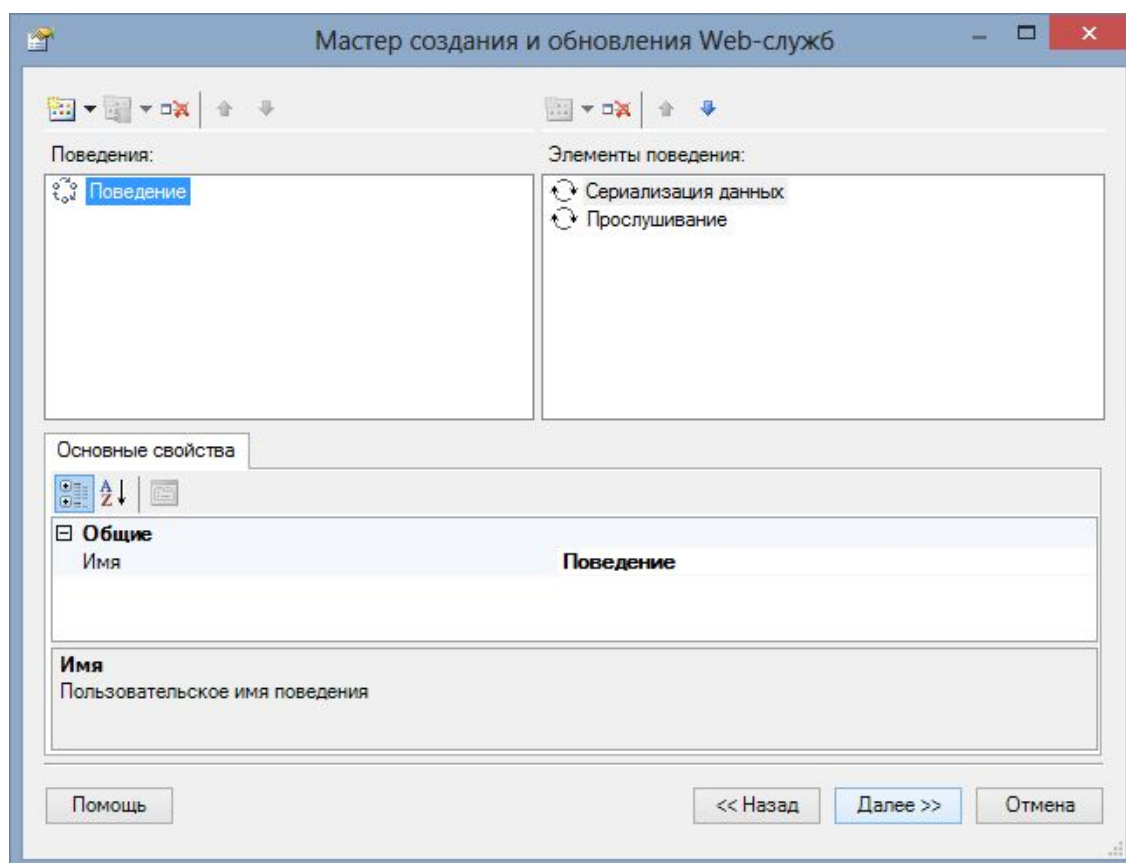 Мастер создания и обновления Web-служб
Поведения:
Элементы поведения:
Поведение
Сериализация данных
Прослушивание
Основные свойства
Общие
Имя Поведение
Имя
Пользовательское имя поведения
Помощь
<< Назад
Далее >>
Отмена